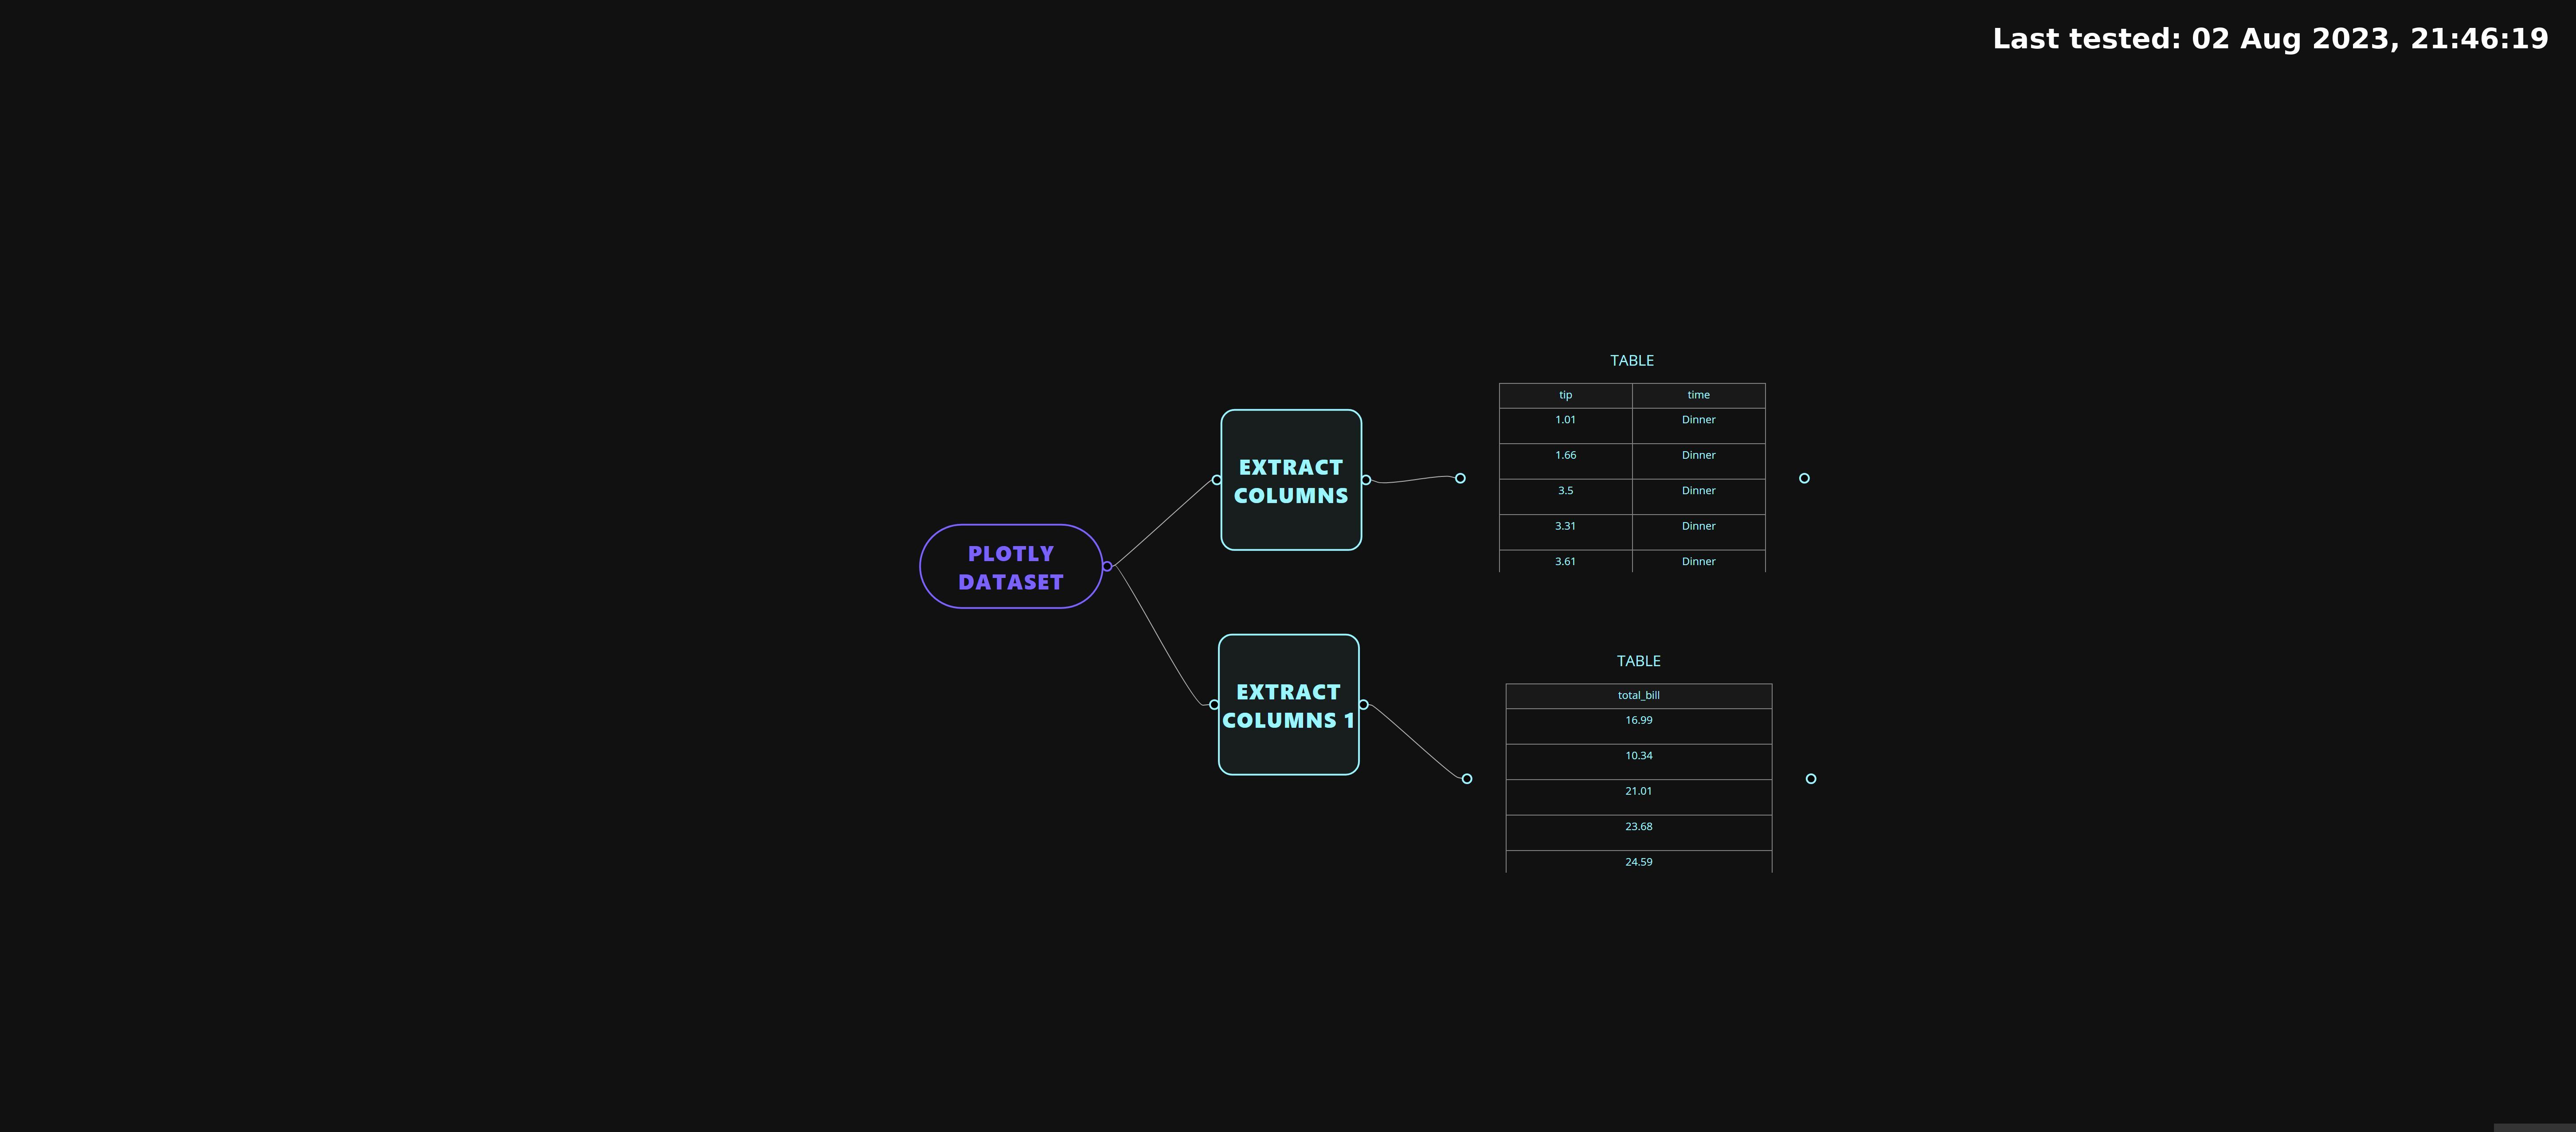 Last tested: 02 Aug 2023, 21:46:19
PLOTLY
DATASET
EXTRACT
COLUMNS
TABLE
tip time
1.01 Dinner
1.66 Dinner
3.5 Dinner
3.31 Dinner
3.61 Dinner
EXTRACT
COLUMNS 1
TABLE
total_bill
16.99
10.34
21.01
23.68
24.59